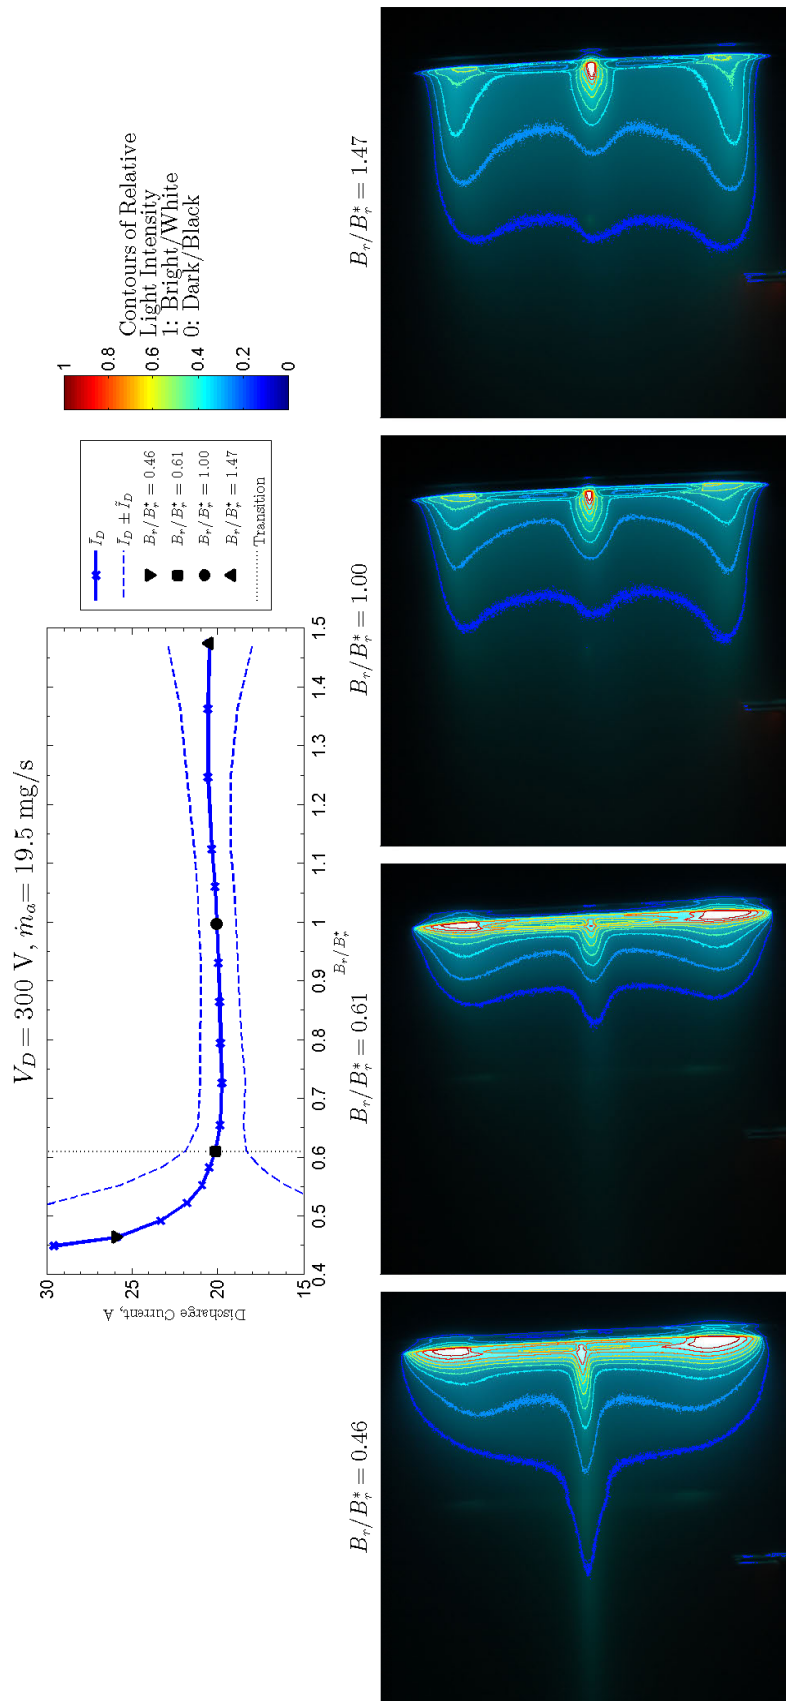 V_D = 300 V, ṁ_a = 19.5 mg/s
30
25
20
15
Discharge Current, A
0.4
0.5
0.6
0.7
0.8
0.9
1
1.1
1.2
1.3
1.4
1.5
B_r/B_r^*
Ī_D
Ī_D ± Ĩ_D
B_r/B_r^* = 0.46
B_r/B_r^* = 0.61
B_r/B_r^* = 1.00
B_r/B_r^* = 1.47
Transition
1
0.8
0.6
0.4
0.2
0
Contours of Relative
Light Intensity
1: Bright/White
0: Dark/Black
B_r/B_r^* = 0.46
B_r/B_r^* = 0.61
B_r/B_r^* = 1.00
B_r/B_r^* = 1.47